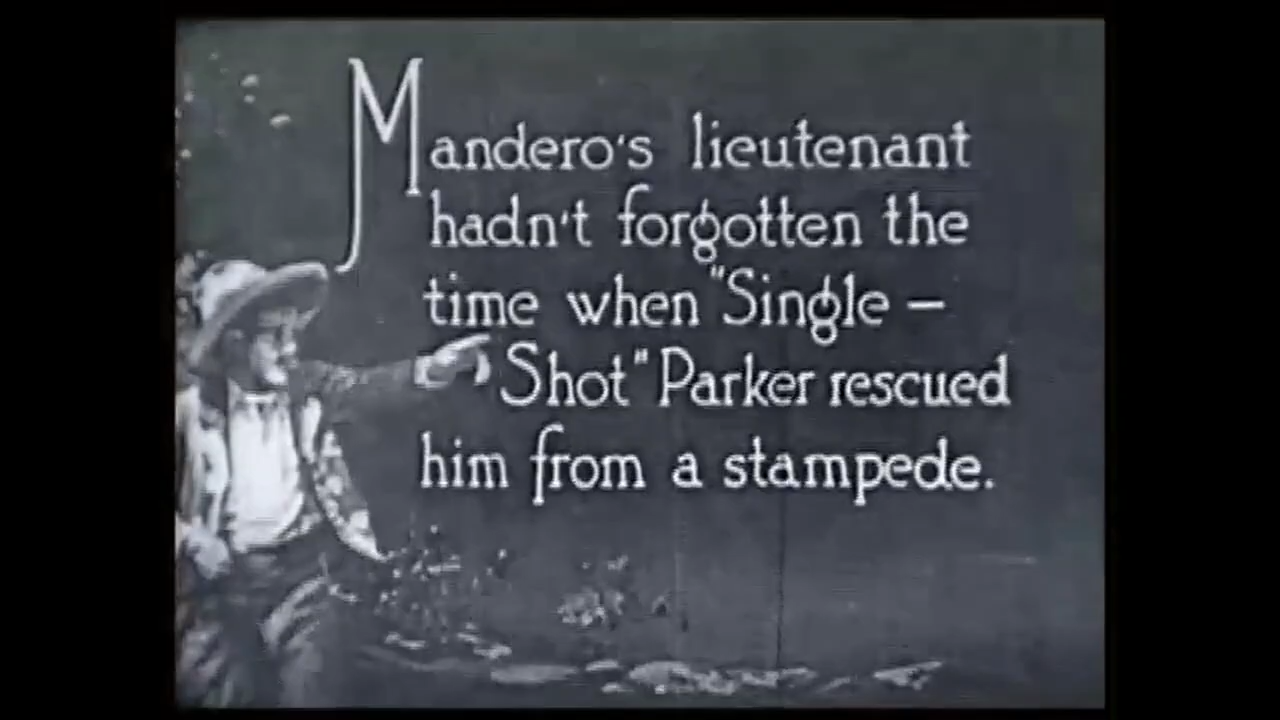 Mandero's lieutenant
hadn't forgotten the
time when "Single –
Shot" Parker rescued
him from a stampede.